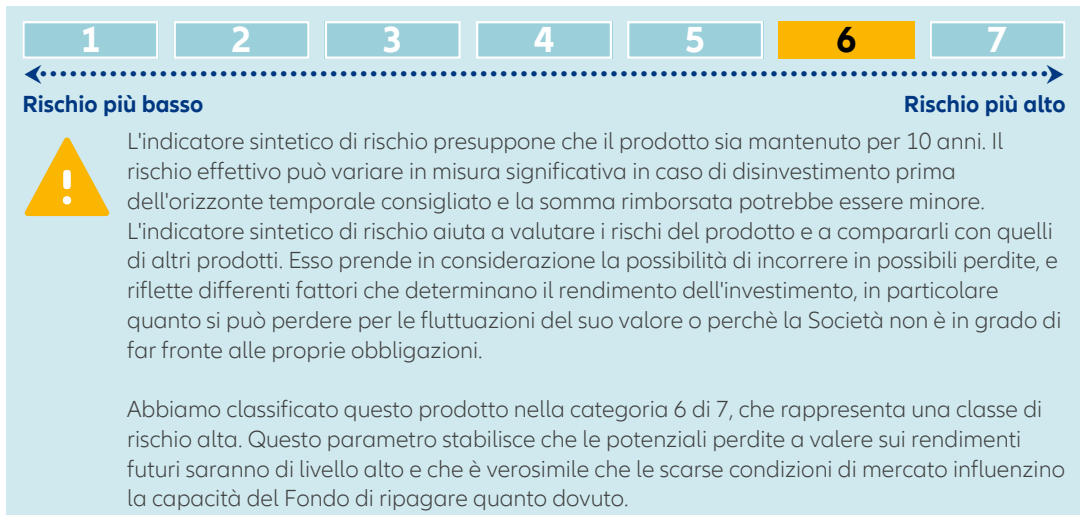 1 2 3 4 5 6 7
Rischio più basso Rischio più alto
L'indicatore sintetico di rischio presuppone che il prodotto sia mantenuto per 10 anni. Il
rischio effettivo può variare in misura significativa in caso di disinvestimento prima
dell'orizzonte temporale consigliato e la somma rimborsata potrebbe essere minore.
L'indicatore sintetico di rischio aiuta a valutare i rischi del prodotto e a compararli con quelli
di altri prodotti. Esso prende in considerazione la possibilità di incorrere in possibili perdite, e
riflette differenti fattori che determinano il rendimento dell'investimento, in particolare
quanto si può perdere per le fluttuazioni del suo valore o perchè la Società non è in grado di
far fronte alle proprie obbligazioni.
Abbiamo classificato questo prodotto nella categoria 6 di 7, che rappresenta una classe di
rischio alta. Questo parametro stabilisce che le potenziali perdite a valere sui rendimenti
futuri saranno di livello alto e che è verosimile che le scarse condizioni di mercato influenzino
la capacità del Fondo di ripagare quanto dovuto.